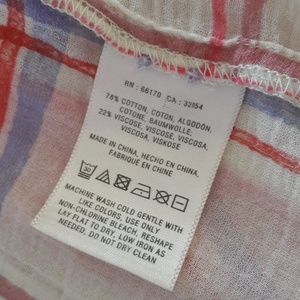 RN : 66170 CA : 32054
78% COTTON, COTON, ALGODÓN,
COTONE, BAUMWOLLE;
22% VISCOSE, VISCOSE, VISCOSA,
VISCOSA, VISKOSE
MADE IN CHINA, HECHO EN CHINA,
FABRIQUÉ EN CHINE
30
MACHINE WASH COLD GENTLE WITH
LIKE COLORS. USE ONLY
NON-CHLORINE BLEACH. RESHAPE
LAY FLAT TO DRY, LOW IRON AS
NEEDED, DO NOT DRY CLEAN